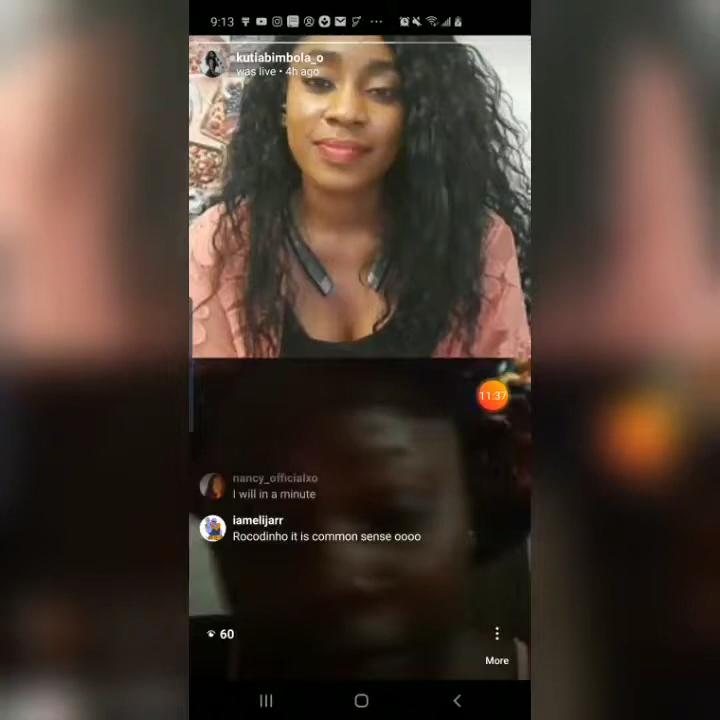 9:13
kutiabimbola_o
was live • 4h ago
11:37
nancy_officialxo
I will in a minute
iamelijarr
Rocodinho it is common sense oooo
60
More